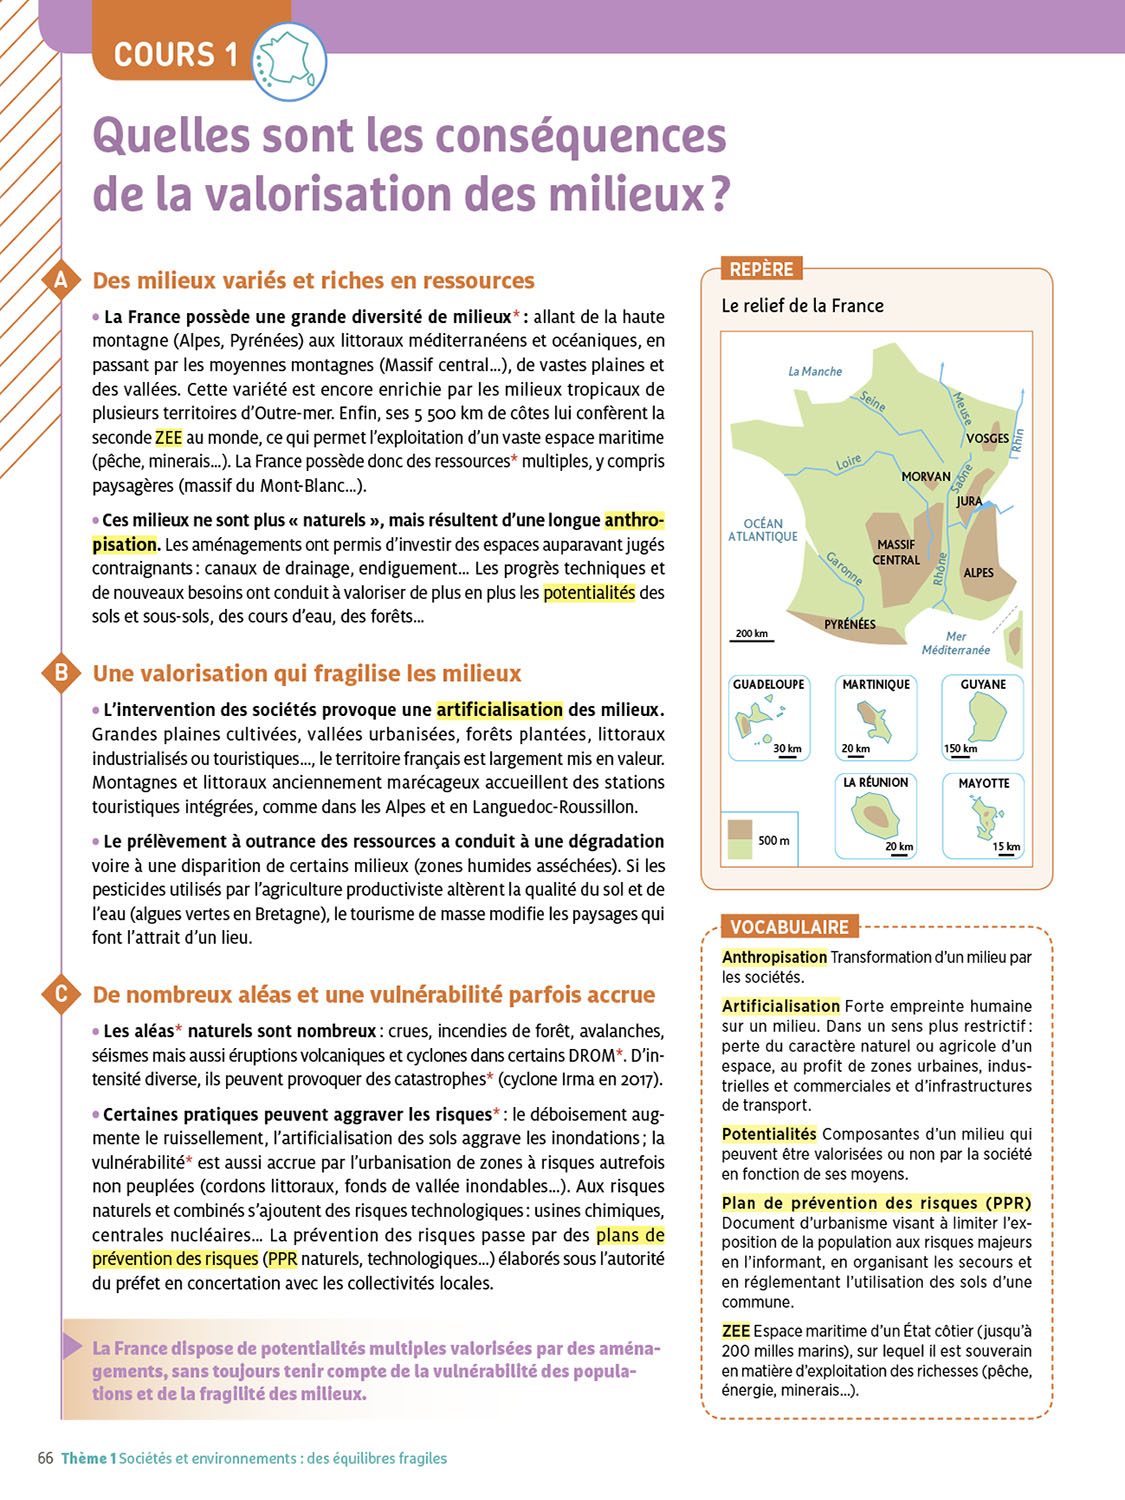 COURS 1
Quelles sont les conséquences
de la valorisation des milieux ?
A Des milieux variés et riches en ressources
• La France possède une grande diversité de milieux* : allant de la haute
montagne (Alpes, Pyrénées) aux littoraux méditerranéens et océaniques, en
passant par les moyennes montagnes (Massif central…), de vastes plaines et
des vallées. Cette variété est encore enrichie par les milieux tropicaux de
plusieurs territoires d’Outre-mer. Enfin, ses 5 500 km de côtes lui confèrent la
seconde ZEE au monde, ce qui permet l’exploitation d’un vaste espace maritime
(pêche, minerais…). La France possède donc des ressources* multiples, y compris
paysagères (massif du Mont-Blanc…).
• Ces milieux ne sont plus « naturels », mais résultent d’une longue anthro-
pisation. Les aménagements ont permis d’investir des espaces auparavant jugés
contraignants : canaux de drainage, endiguement… Les progrès techniques et
de nouveaux besoins ont conduit à valoriser de plus en plus les potentialités des
sols et sous-sols, des cours d’eau, des forêts…
B Une valorisation qui fragilise les milieux
• L’intervention des sociétés provoque une artificialisation des milieux.
Grandes plaines cultivées, vallées urbanisées, forêts plantées, littoraux
industrialisés ou touristiques…, le territoire français est largement mis en valeur.
Montagnes et littoraux anciennement marécageux accueillent des stations
touristiques intégrées, comme dans les Alpes et en Languedoc-Roussillon.
• Le prélèvement à outrance des ressources a conduit à une dégradation
voire à une disparition de certains milieux (zones humides asséchées). Si les
pesticides utilisés par l’agriculture productiviste altèrent la qualité du sol et de
l’eau (algues vertes en Bretagne), le tourisme de masse modifie les paysages qui
font l’attrait d’un lieu.
C De nombreux aléas et une vulnérabilité parfois accrue
• Les aléas* naturels sont nombreux : crues, incendies de forêt, avalanches,
séismes mais aussi éruptions volcaniques et cyclones dans certains DROM*. D’in-
tensité diverse, ils peuvent provoquer des catastrophes* (cyclone Irma en 2017).
• Certaines pratiques peuvent aggraver les risques* : le déboisement aug-
mente le ruissellement, l’artificialisation des sols aggrave les inondations ; la
vulnérabilité* est aussi accrue par l’urbanisation de zones à risques autrefois
non peuplées (cordons littoraux, fonds de vallée inondables…). Aux risques
naturels et combinés s’ajoutent des risques technologiques : usines chimiques,
centrales nucléaires… La prévention des risques passe par des plans de
prévention des risques (PPR naturels, technologiques…) élaborés sous l’autorité
du préfet en concertation avec les collectivités locales.
La France dispose de potentialités multiples valorisées par des aména-
gements, sans toujours tenir compte de la vulnérabilité des popula-
tions et de la fragilité des milieux.
REPÈRE
Le relief de la France
La Manche
Seine
Meuse
Rhin
VOSGES
Loire
MORVAN
Saône
JURA
OCÉAN
ATLANTIQUE
MASSIF
CENTRAL
Garonne
Rhône
ALPES
PYRÉNÉES
200 km
Mer
Méditerranée
GUADELOUPE
30 km
MARTINIQUE
20 km
GUYANE
150 km
LA RÉUNION
20 km
MAYOTTE
15 km
500 m
VOCABULAIRE
Anthropisation Transformation d’un milieu par
les sociétés.
Artificialisation Forte empreinte humaine
sur un milieu. Dans un sens plus restrictif :
perte du caractère naturel ou agricole d’un
espace, au profit de zones urbaines, indus-
trielles et commerciales et d’infrastructures
de transport.
Potentialités Composantes d’un milieu qui
peuvent être valorisées ou non par la société
en fonction de ses moyens.
Plan de prévention des risques (PPR)
Document d’urbanisme visant à limiter l’ex-
position de la population aux risques majeurs
en l’informant, en organisant les secours et
en réglementant l’utilisation des sols d’une
commune.
ZEE Espace maritime d’un État côtier (jusqu’à
200 milles marins), sur lequel il est souverain
en matière d’exploitation des richesses (pêche,
énergie, minerais…).
66 Thème 1 Sociétés et environnements : des équilibres fragiles